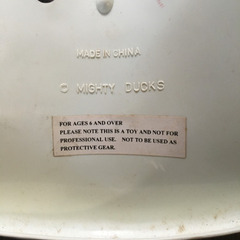 MADE IN CHINA
© MIGHTY DUCKS
FOR AGES 6 AND OVER
PLEASE NOTE THIS IS A TOY AND NOT FOR
PROFESSIONAL USE. NOT TO BE USED AS
PROTECTIVE GEAR.